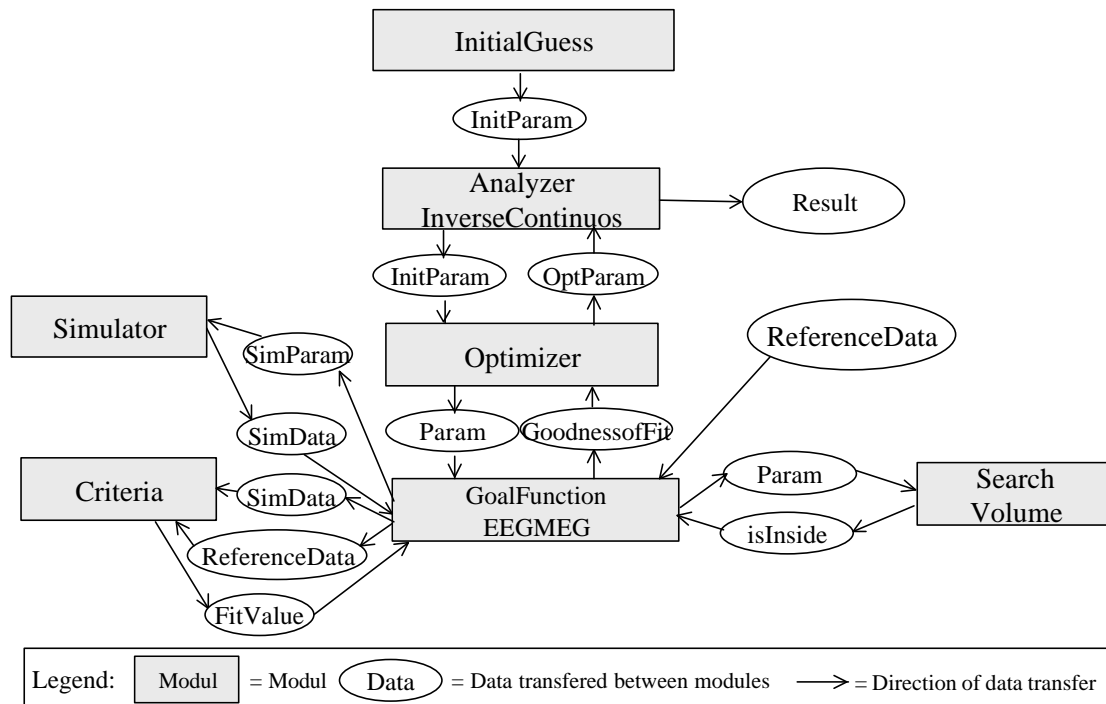 InitialGuess
InitParam
Analyzer
InverseContinuos
Result
InitParam
OptParam
Simulator
SimParam
Optimizer
ReferenceData
SimData
Param
GoodnessofFit
Criteria
SimData
GoalFunction
EEGMEG
Param
Search
Volume
isInside
ReferenceData
FitValue
Legend:
Modul
= Modul
Data
= Data transfered between modules
= Direction of data transfer